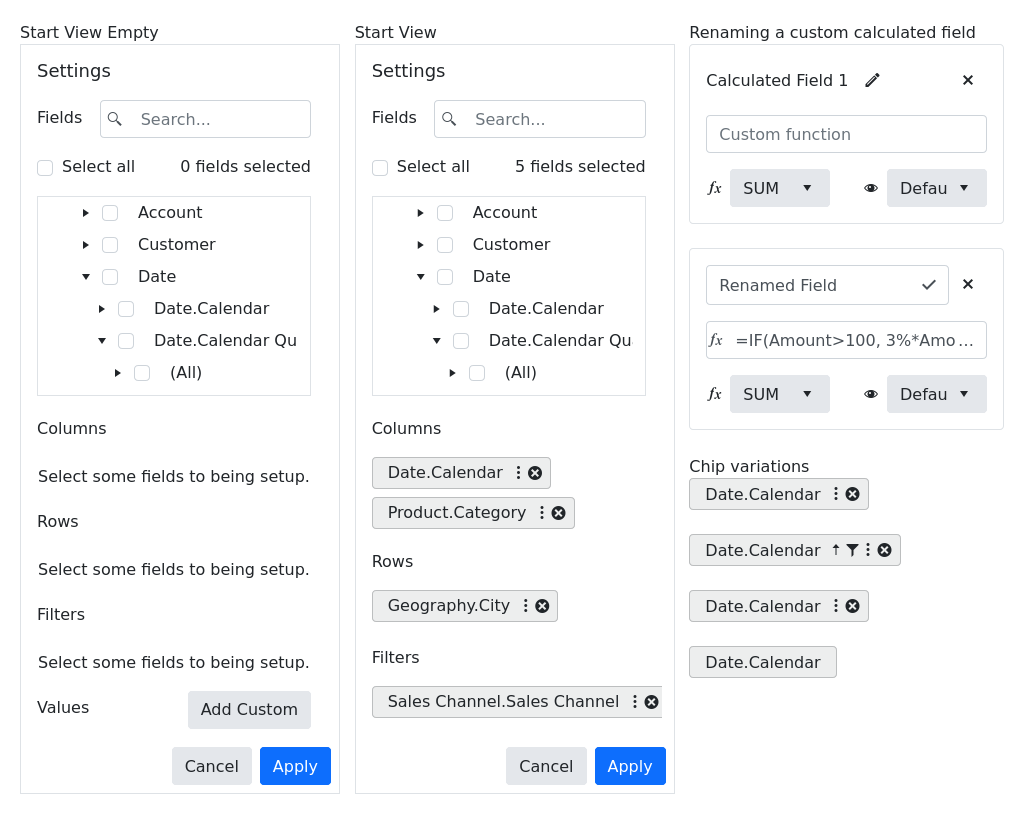 Start View Empty
Settings
Fields
Search...
Select all
0 fields selected
Account
Customer
Date
Date.Calendar
Date.Calendar Qu
(All)
Columns
Select some fields to being setup.
Rows
Select some fields to being setup.
Filters
Select some fields to being setup.
Values
Add Custom
Cancel
Apply
Start View
Settings
Fields
Search...
Select all
5 fields selected
Account
Customer
Date
Date.Calendar
Date.Calendar Qu
(All)
Columns
Date.Calendar
Product.Category
Rows
Geography.City
Filters
Sales Channel.Sales Channel
Cancel
Apply
Renaming a custom calculated field
Calculated Field 1
Custom function
fx SUM
Defau
Renamed Field
fx =IF(Amount>100, 3%*Amo...
fx SUM
Defau
Chip variations
Date.Calendar
Date.Calendar
Date.Calendar
Date.Calendar